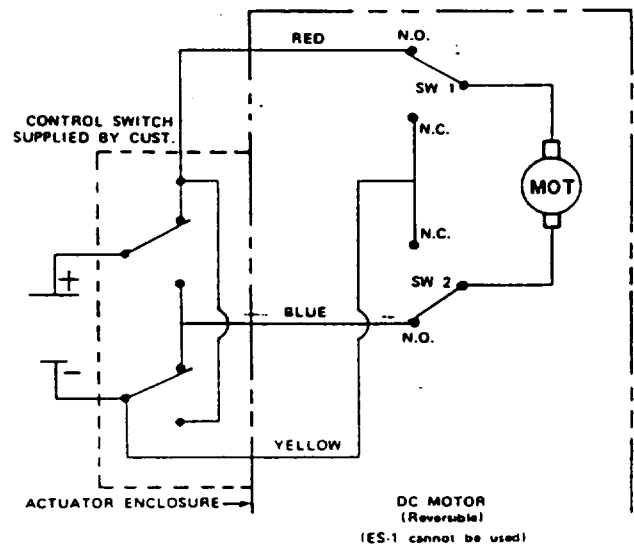 RED
N.O.
SW 1
CONTROL SWITCH
SUPPLIED BY CUST.
N.C.
MOT
N.C.
+
SW 2
BLUE
N.O.
-
YELLOW
ACTUATOR ENCLOSURE
DC MOTOR
(Reversible)
(ES-1 cannot be used)